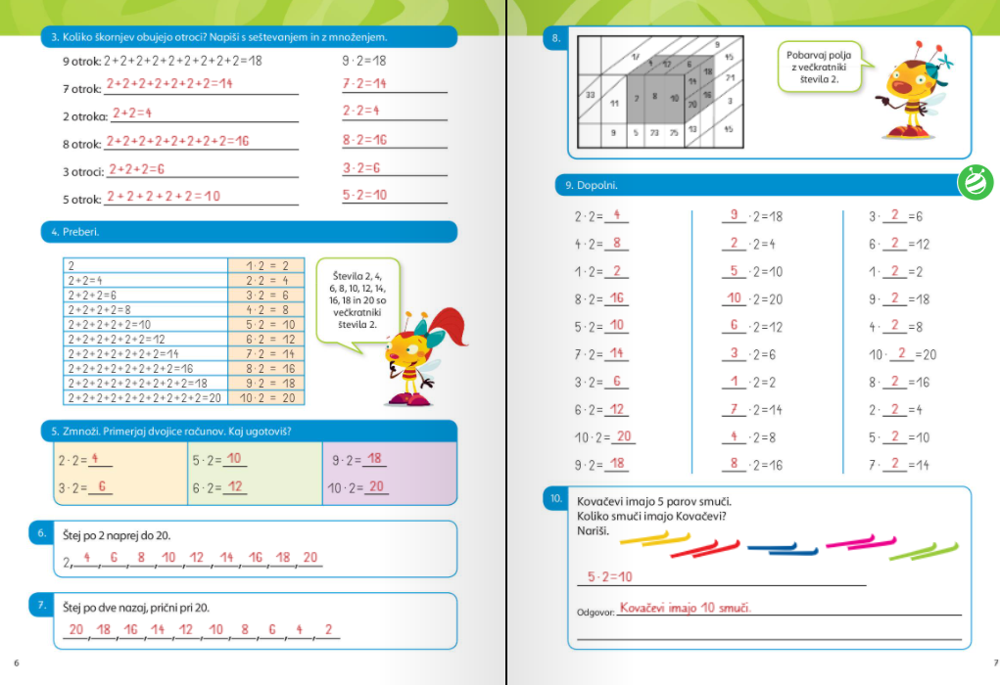 3. Koliko škornjev obujejo otroci? Napiši s seštevanjem in z množenjem.
9 otrok: 2+2+2+2+2+2+2+2+2=18 9·2=18
7 otrok: 2+2+2+2+2+2+2=14 7·2=14
2 otroka: 2+2=4 2·2=4
8 otrok: 2+2+2+2+2+2+2+2=16 8·2=16
3 otroci: 2+2+2=6 3·2=6
5 otrok: 2+2+2+2+2=10 5·2=10
4. Preberi.
2 1·2 = 2
2+2=4 2·2 = 4
2+2+2=6 3·2 = 6
2+2+2+2=8 4·2 = 8
2+2+2+2+2=10 5·2 = 10
2+2+2+2+2+2=12 6·2 = 12
2+2+2+2+2+2+2=14 7·2 = 14
2+2+2+2+2+2+2+2=16 8·2 = 16
2+2+2+2+2+2+2+2+2=18 9·2 = 18
2+2+2+2+2+2+2+2+2+2=20 10·2 = 20
Števila 2, 4,
6, 8, 10, 12, 14,
16, 18 in 20 so
večkratniki
števila 2.
5. Zmnoži. Primerjaj dvojice računov. Kaj ugotoviš?
2·2=4 5·2=10 9·2=18
3·2=6 6·2=12 10·2=20
6.
Štej po 2 naprej do 20.
2, 4, 6, 8, 10, 12, 14, 16, 18, 20
7.
Štej po dve nazaj, prični pri 20.
20, 18, 16, 14, 12, 10, 8, 6, 4, 2
6
8.
9
17 4 12 6 45
18 21
33 14
11 2 8 10 16 3
20
9 5 23 25 13 45
Pobarvaj polja
z večkratniki
števila 2.
9. Dopolni.
2·2=4 9·2=18 3·2=6
4·2=8 2·2=4 6·2=12
1·2=2 5·2=10 1·2=2
8·2=16 10·2=20 9·2=18
5·2=10 6·2=12 4·2=8
7·2=14 3·2=6 10·2=20
3·2=6 1·2=2 8·2=16
6·2=12 7·2=14 2·2=4
10·2=20 4·2=8 5·2=10
9·2=18 8·2=16 7·2=14
10.
Kovačevi imajo 5 parov smuči.
Koliko smuči imajo Kovačevi?
Nariši.
5·2=10
Odgovor: Kovačevi imajo 10 smuči.
7